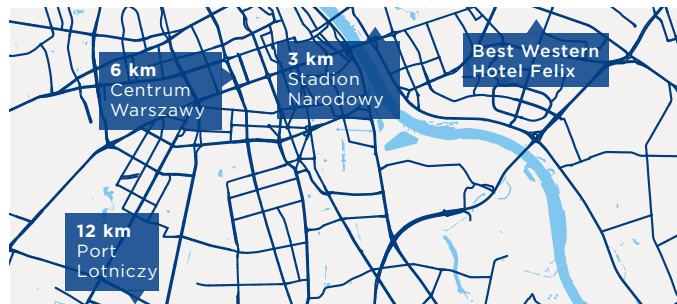 6 km
Centrum
Warszawy
3 km
Stadion
Narodowy
Best Western
Hotel Felix
12 km
Port
Lotniczy